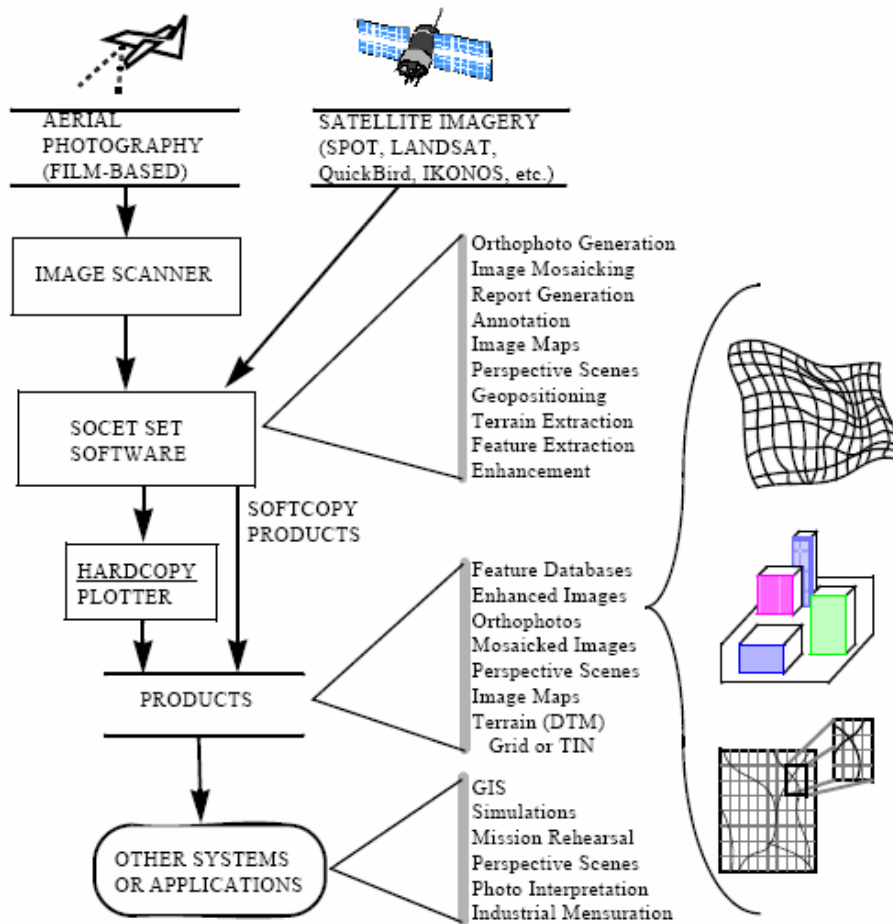 AERIAL
PHOTOGRAPHY
(FILM-BASED)
SATELLITE IMAGERY
(SPOT, LANDSAT,
QuickBird, IKONOS, etc.)
IMAGE SCANNER
Orthophoto Generation
Image Mosaicking
Report Generation
Annotation
Image Maps
Perspective Scenes
Geopositioning
Terrain Extraction
Feature Extraction
Enhancement
SOCET SET
SOFTWARE
SOFTCOPY
PRODUCTS
HARDCOPY
PLOTTER
Feature Databases
Enhanced Images
Orthophotos
Mosaicked Images
Perspective Scenes
Image Maps
Terrain (DTM)
Grid or TIN
PRODUCTS
GIS
Simulations
Mission Rehearsal
Perspective Scenes
Photo Interpretation
Industrial Mensuration
OTHER SYSTEMS
OR APPLICATIONS